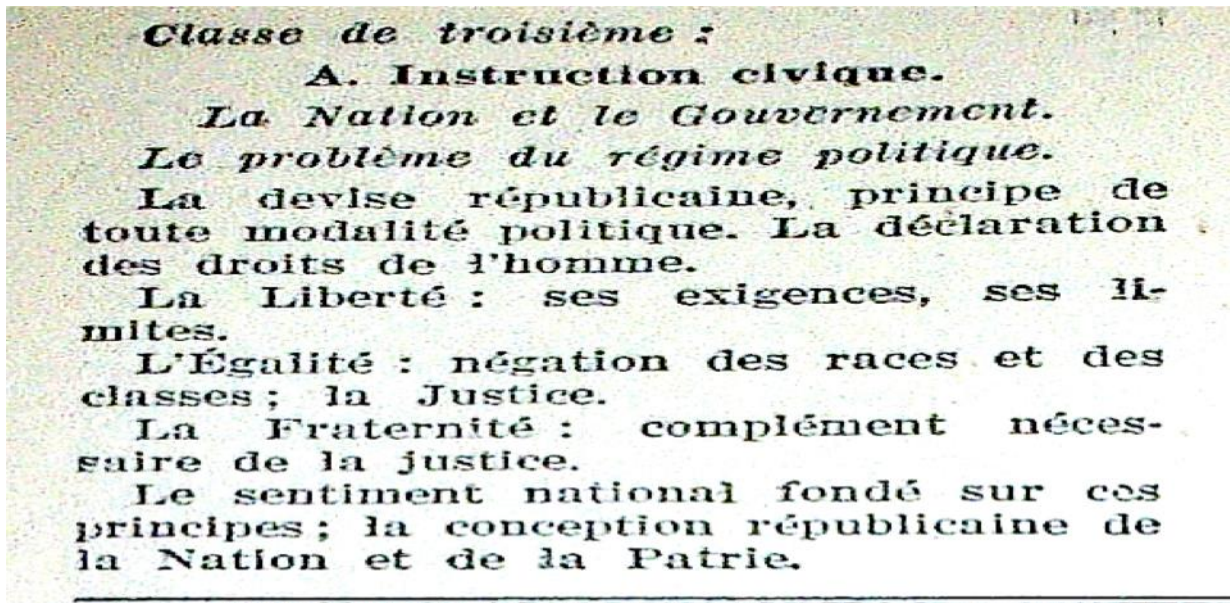 Classe de troisième :
A. Instruction civique.
La Nation et le Gouvernement.
Le problème du régime politique.
La devise républicaine, principe de
toute modalité politique. La déclaration
des droits de l'homme.
La Liberté : ses exigences, ses li-
mites.
L'Égalité : négation des races et des
classes ; la Justice.
La Fraternité : complément néces-
saire de la justice.
Le sentiment national fondé sur ces
principes ; la conception républicaine de
la Nation et de la Patrie.